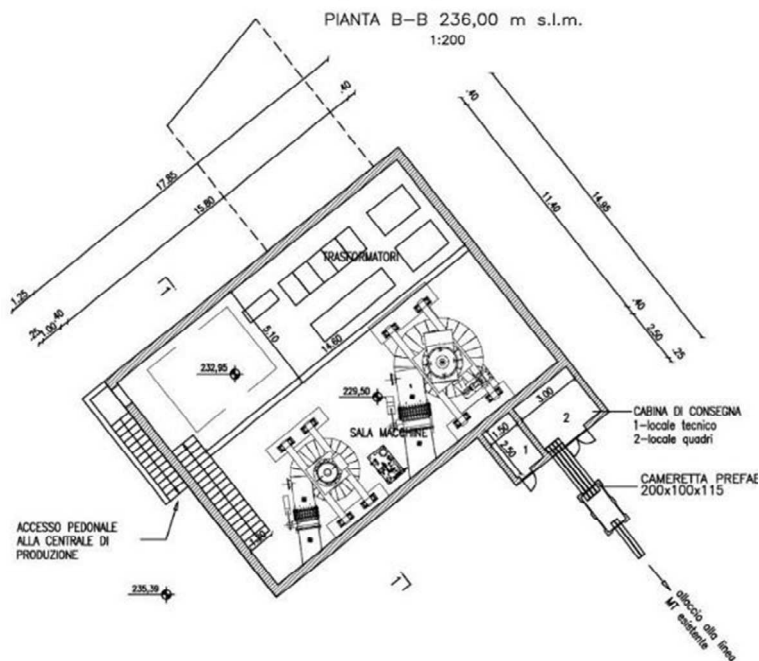 PIANTA B-B 236,00 m s.l.m.
1:200
17,85
15,80
.40
.40
11,40
14,95
1,25
.25
1,00
.40
.40
2,50
.25
TRASFORMATORI
5,10
14,60
232,95
229,50
1
SALA MACCHINE
3,00
1,50
2,50
1
2
CABINA DI CONSEGNA
1-locale tecnico
2-locale quadri
CAMERETTA PREFAB
200x100x115
ACCESSO PEDONALE
ALLA CENTRALE DI
PRODUZIONE
235,39
1
allaccio alla linea
MT esistente